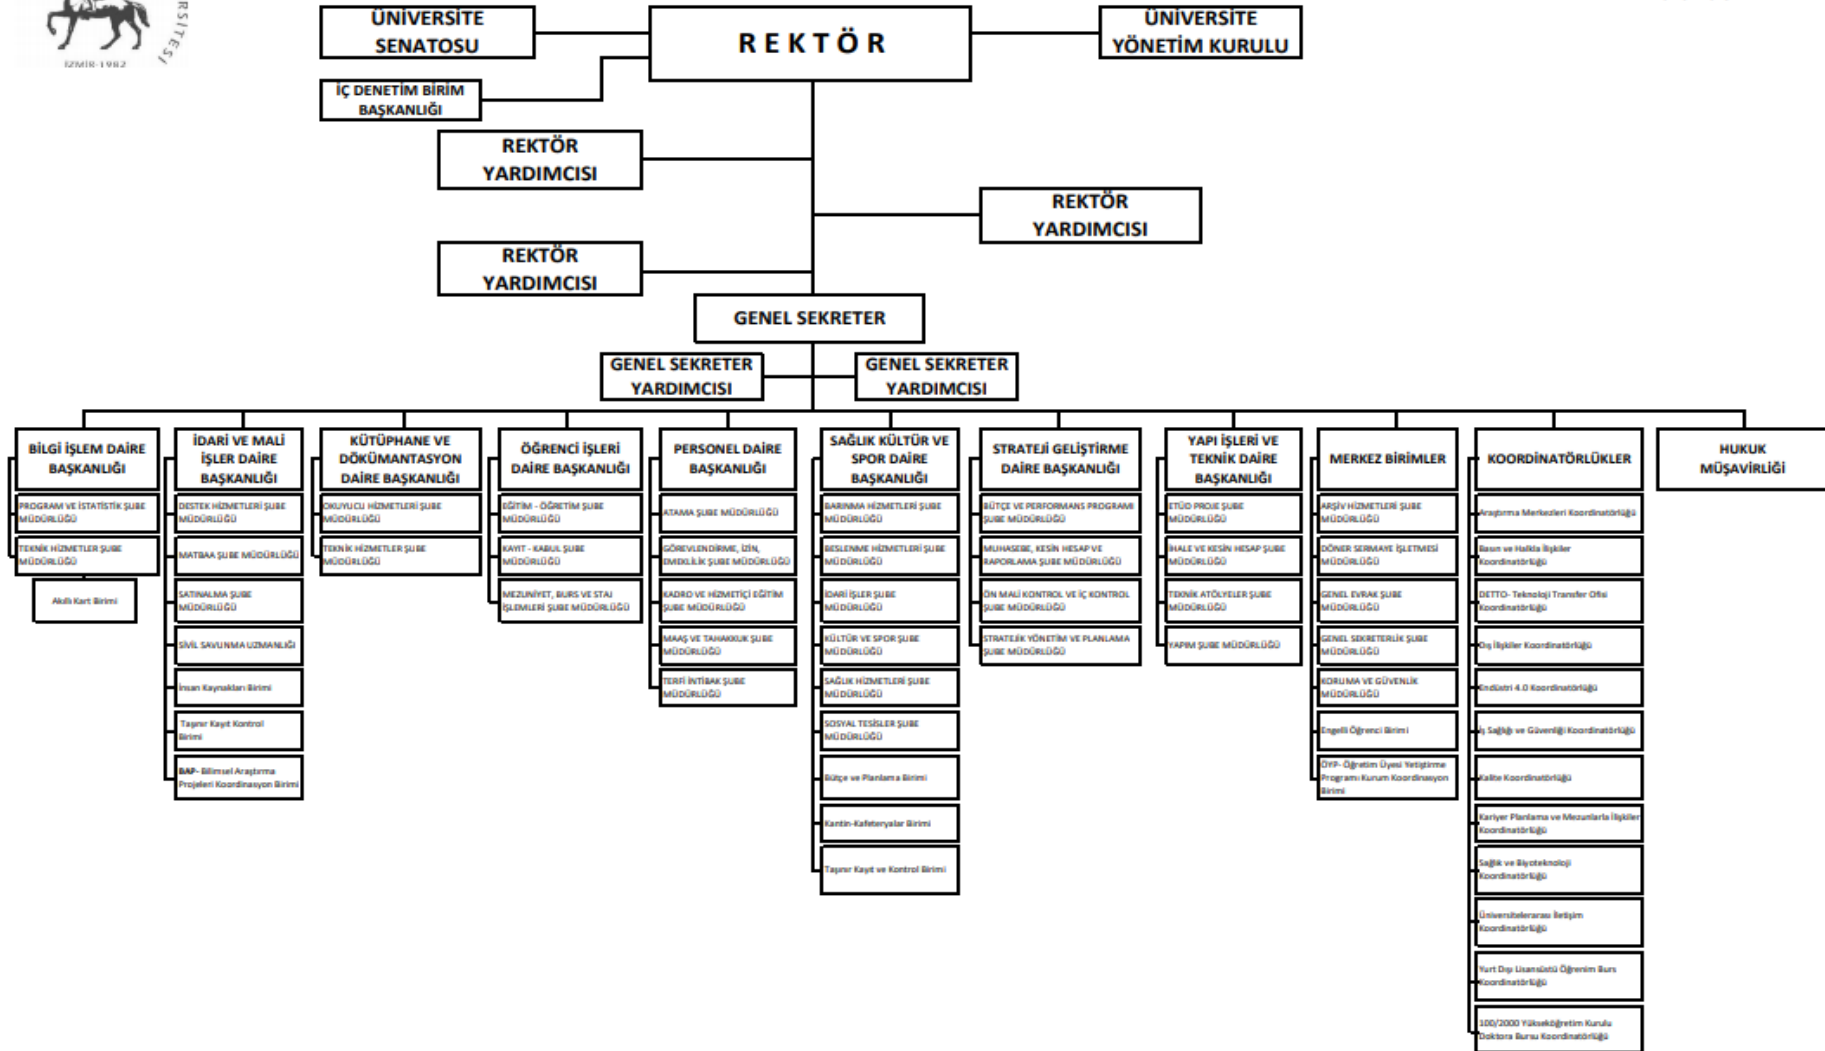 RSİTESİ
İZMİR-1982
ÜNİVERSİTE
SENATOSU
R E K T Ö R
ÜNİVERSİTE
YÖNETİM KURULU
İÇ DENETİM BİRİM
BAŞKANLIĞI
REKTÖR
YARDIMCISI
REKTÖR
YARDIMCISI
REKTÖR
YARDIMCISI
GENEL SEKRETER
GENEL SEKRETER
YARDIMCISI
GENEL SEKRETER
YARDIMCISI
BİLGİ İŞLEM DAİRE
BAŞKANLIĞI
PROGRAM VE İSTATİSTİK ŞUBE
MÜDÜRLÜĞÜ
TEKNİK HİZMETLER ŞUBE
MÜDÜRLÜĞÜ
Akıllı Kart Birimi
İDARİ VE MALİ
İŞLER DAİRE
BAŞKANLIĞI
DESTEK HİZMETLERİ ŞUBE
MÜDÜRLÜĞÜ
MATBAA ŞUBE MÜDÜRLÜĞÜ
SATINALMA ŞUBE
MÜDÜRLÜĞÜ
SİVİL SAVUNMA UZMANLIĞI
İnsan Kaynakları Birimi
Taşınır Kayıt Kontrol
Birimi
BAP- Bilimsel Araştırma
Projeleri Koordinasyon Birimi
KÜTÜPHANE VE
DÖKÜMANTASYON
DAİRE BAŞKANLIĞI
OKUYUCU HİZMETLERİ ŞUBE
MÜDÜRLÜĞÜ
TEKNİK HİZMETLER ŞUBE
MÜDÜRLÜĞÜ
ÖĞRENCİ İŞLERİ
DAİRE BAŞKANLIĞI
EĞİTİM - ÖĞRETİM ŞUBE
MÜDÜRLÜĞÜ
KAYIT - KABUL ŞUBE
MÜDÜRLÜĞÜ
MEZUNİYET, BURS VE STAJ
İŞLEMLERİ ŞUBE MÜDÜRLÜĞÜ
PERSONEL DAİRE
BAŞKANLIĞI
ATAMA ŞUBE MÜDÜRLÜĞÜ
GÖREVLENDİRME, İZİN,
EMEKLİLİK ŞUBE MÜDÜRLÜĞÜ
KADRO VE HİZMETİÇİ EĞİTİM
ŞUBE MÜDÜRLÜĞÜ
MAAŞ VE TAHAKKUK ŞUBE
MÜDÜRLÜĞÜ
TERFİ İNTİBAK ŞUBE
MÜDÜRLÜĞÜ
SAĞLIK KÜLTÜR VE
SPOR DAİRE
BAŞKANLIĞI
BARINMA HİZMETLERİ ŞUBE
MÜDÜRLÜĞÜ
BESLENME HİZMETLERİ ŞUBE
MÜDÜRLÜĞÜ
İDARİ İŞLER ŞUBE
MÜDÜRLÜĞÜ
KÜLTÜR VE SPOR ŞUBE
MÜDÜRLÜĞÜ
SAĞLIK HİZMETLERİ ŞUBE
MÜDÜRLÜĞÜ
SOSYAL TESİSLER ŞUBE
MÜDÜRLÜĞÜ
Bütçe ve Planlama Birimi
Kantin-Kafeteryalar Birimi
Taşınır Kayıt ve Kontrol Birimi
STRATEJİ GELİŞTİRME
DAİRE BAŞKANLIĞI
BÜTÇE VE PERFORMANS PROGRAMI
ŞUBE MÜDÜRLÜĞÜ
MUHASEBE, KESİN HESAP VE
RAPORLAMA ŞUBE MÜDÜRLÜĞÜ
ÖN MALİ KONTROL VE İÇ KONTROL
ŞUBE MÜDÜRLÜĞÜ
STRATEJİK YÖNETİM VE PLANLAMA
ŞUBE MÜDÜRLÜĞÜ
YAPI İŞLERİ VE
TEKNİK DAİRE
BAŞKANLIĞI
ETÜD PROJE ŞUBE
MÜDÜRLÜĞÜ
İHALE VE KESİN HESAP ŞUBE
MÜDÜRLÜĞÜ
TEKNİK ATÖLYELER ŞUBE
MÜDÜRLÜĞÜ
YAPIM ŞUBE MÜDÜRLÜĞÜ
MERKEZ BİRİMLER
ARŞİV HİZMETLERİ ŞUBE
MÜDÜRLÜĞÜ
DÖNER SERMAYE İŞLETMESİ
MÜDÜRLÜĞÜ
GENEL EVRAK ŞUBE
MÜDÜRLÜĞÜ
GENEL SEKRETERLİK ŞUBE
MÜDÜRLÜĞÜ
KORUMA VE GÜVENLİK
MÜDÜRLÜĞÜ
Engelli Öğrenci Birimi
ÖYP- Öğretim Üyesi Yetiştirme
Programı Kurum Koordinasyon
Birimi
KOORDİNATÖRLÜKLER
Araştırma Merkezleri Koordinatörlüğü
Basın ve Halkla İlişkiler
Koordinatörlüğü
DETTO- Teknoloji Transfer Ofisi
Koordinatörlüğü
Dış İlişkiler Koordinatörlüğü
Endüstri 4.0 Koordinatörlüğü
İş Sağlığı ve Güvenliği Koordinatörlüğü
Kalite Koordinatörlüğü
Kariyer Planlama ve Mezunlarla İlişkiler
Koordinatörlüğü
Sağlık ve Biyoteknoloji
Koordinatörlüğü
Üniversitelerarası İletişim
Koordinatörlüğü
Yurt Dışı Lisansüstü Öğrenim Burs
Koordinatörlüğü
100/2000 Yükseköğretim Kurulu
Doktora Bursu Koordinatörlüğü
HUKUK
MÜŞAVİRLİĞİ